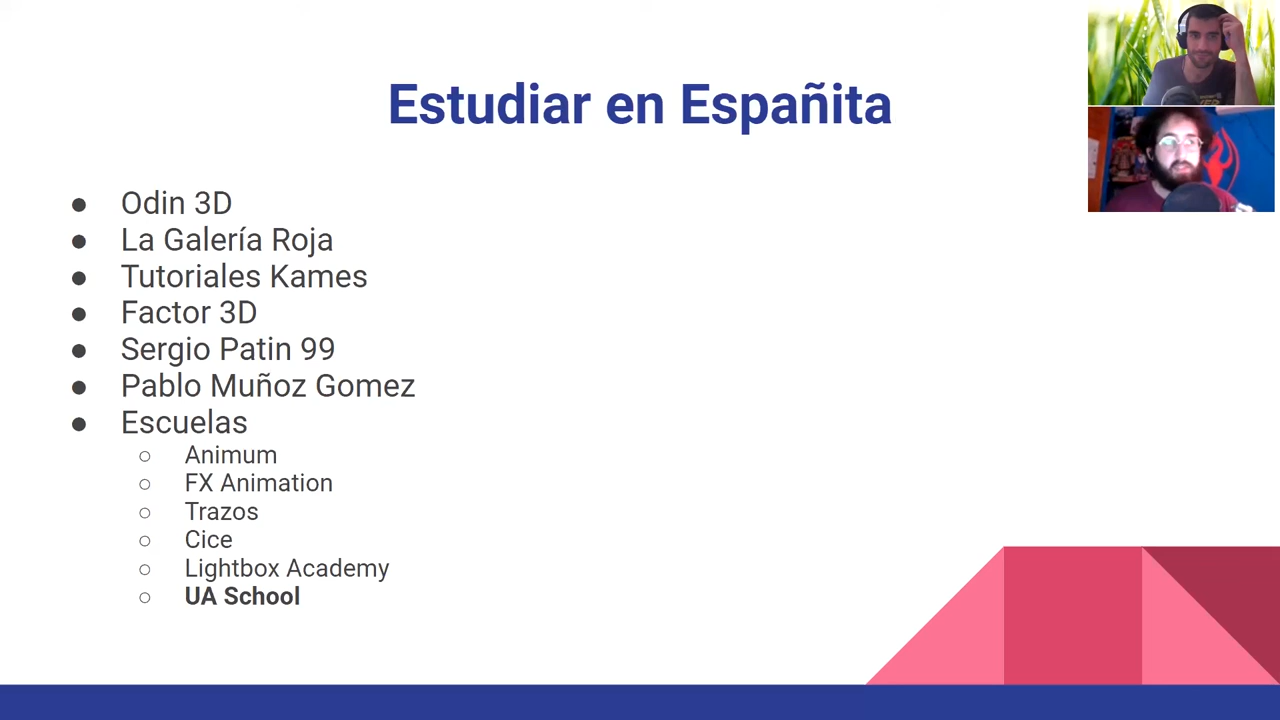 Estudiar en Españita
● Odin 3D
● La Galería Roja
● Tutoriales Kames
● Factor 3D
● Sergio Patin 99
● Pablo Muñoz Gomez
● Escuelas
○ Animum
○ FX Animation
○ Trazos
○ Cice
○ Lightbox Academy
○ UA School